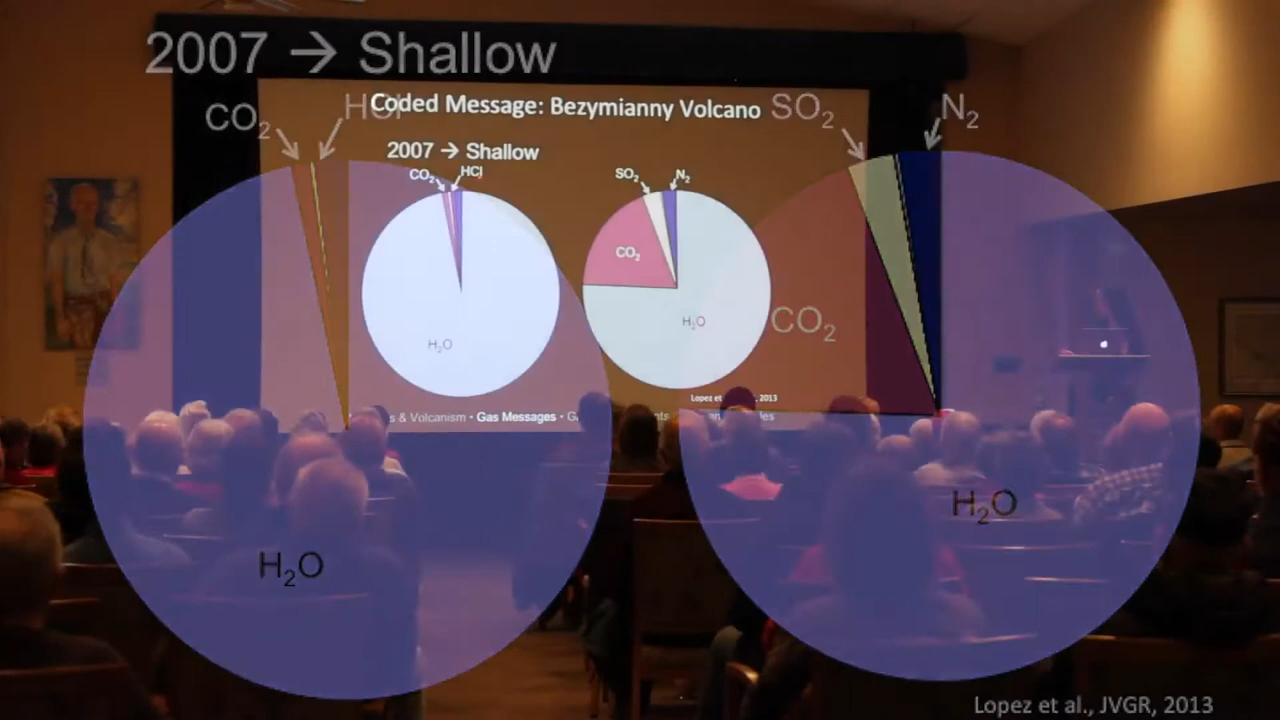 2007 → Shallow
CO₂
HCl
SO₂
N₂
CO₂
H₂O
H₂O
Lopez et al., JVGR, 2013
Coded Message: Bezymianny Volcano
2007 → Shallow
CO₂
HCl
SO₂
N₂
CO₂
H₂O
H₂O
Lopez et
, 2013
& Volcanism • Gas Messages •